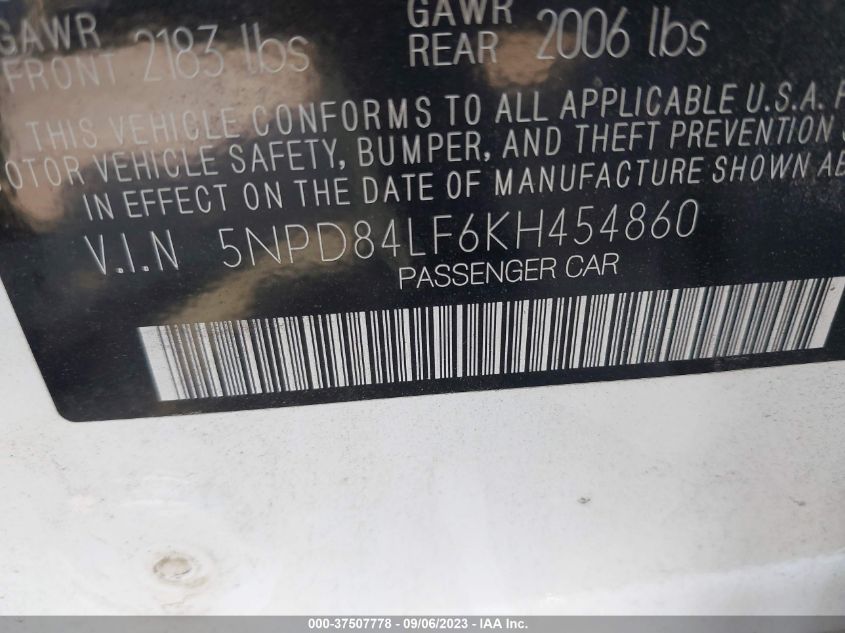 GAWR FRONT 2183 lbs GAWR REAR 2006 lbs
THIS VEHICLE CONFORMS TO ALL APPLICABLE U.S.A. F
OTOR VEHICLE SAFETY, BUMPER, AND THEFT PREVENTION S
IN EFFECT ON THE DATE OF MANUFACTURE SHOWN AB
V.I.N 5NPD84LF6KH454860
PASSENGER CAR
000-37507778 - 09/06/2023 - IAA Inc.